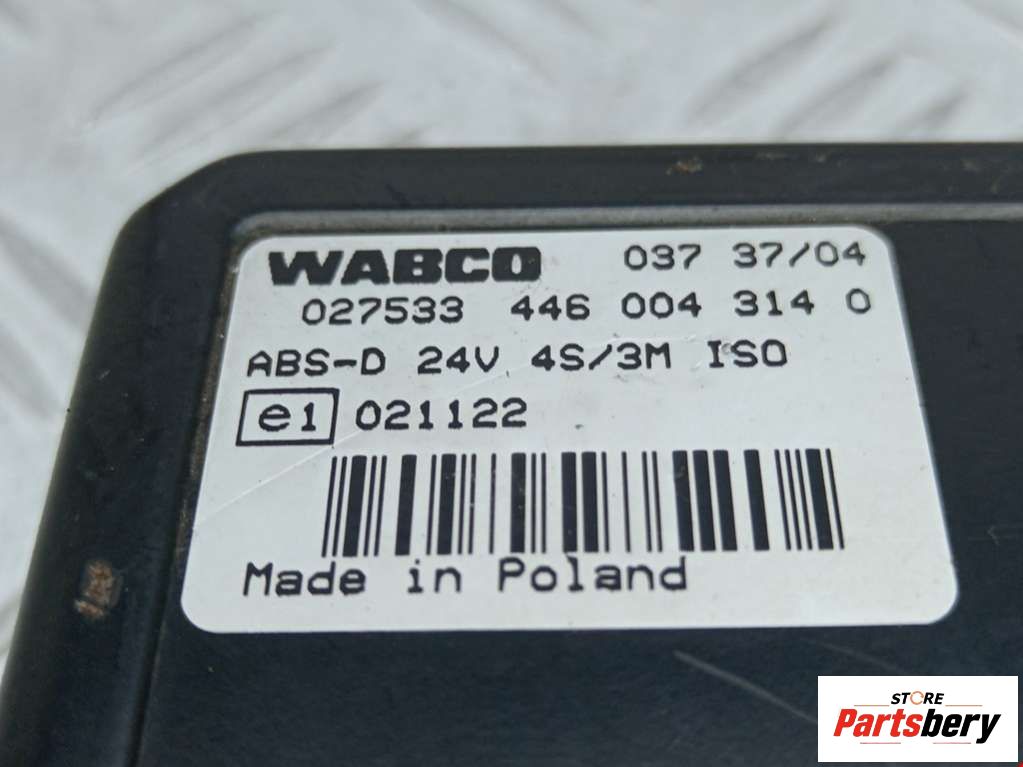 WABCO 037 37/04
027533 446 004 314 0
ABS-D 24V 4S/3M ISO
e1 021122
Made in Poland
STORE
Partsbery